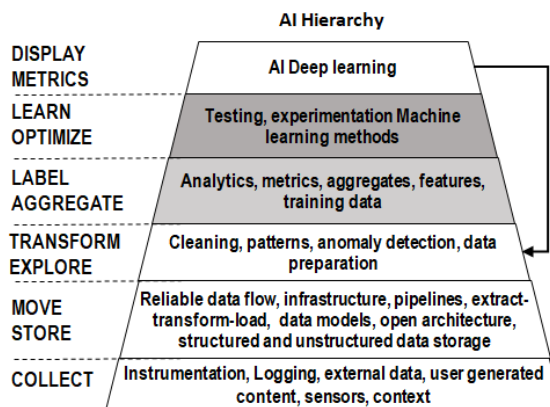 AI Hierarchy
DISPLAY
METRICS
AI Deep learning
LEARN
OPTIMIZE
Testing, experimentation Machine
learning methods
LABEL
AGGREGATE
Analytics, metrics, aggregates, features,
training data
TRANSFORM
EXPLORE
Cleaning, patterns, anomaly detection, data
preparation
MOVE
STORE
Reliable data flow, infrastructure, pipelines, extract-
transform-load, data models, open architecture,
structured and unstructured data storage
COLLECT
Instrumentation, Logging, external data, user generated
content, sensors, context